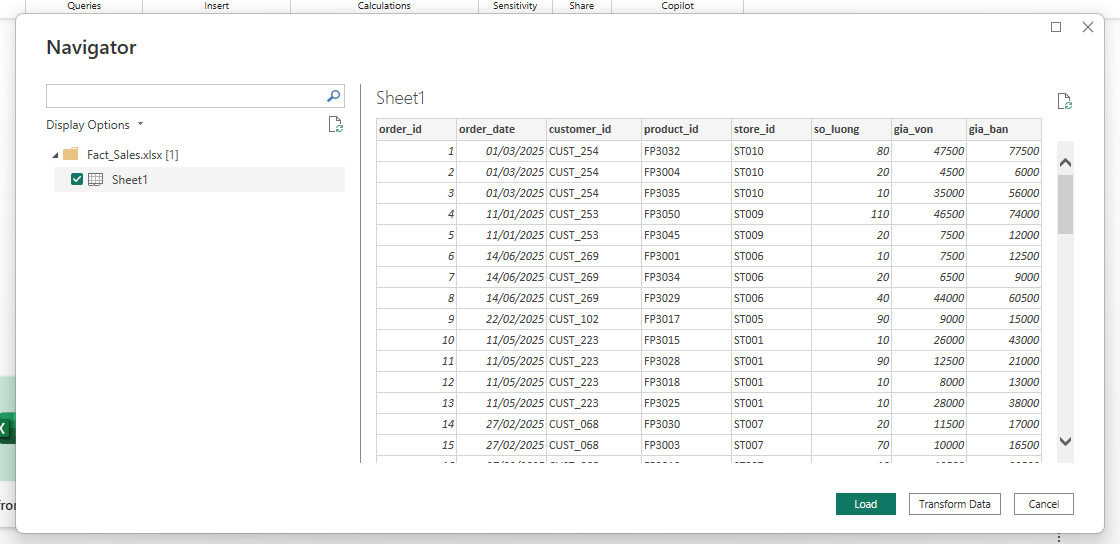 Queries Insert Calculations Sensitivity Share Copilot
Navigator
Display Options
Fact_Sales.xlsx [1]
Sheet1
Sheet1
order_id order_date customer_id product_id store_id so_luong gia_von gia_ban
1 01/03/2025 CUST_254 FP3032 ST010 80 47500 77500
2 01/03/2025 CUST_254 FP3004 ST010 20 4500 6000
3 01/03/2025 CUST_254 FP3035 ST010 10 35000 56000
4 11/01/2025 CUST_253 FP3050 ST009 110 46500 74000
5 11/01/2025 CUST_253 FP3045 ST009 20 7500 12000
6 14/06/2025 CUST_269 FP3001 ST006 10 7500 12500
7 14/06/2025 CUST_269 FP3034 ST006 20 6500 9000
8 14/06/2025 CUST_269 FP3029 ST006 40 44000 60500
9 22/02/2025 CUST_102 FP3017 ST005 90 9000 15000
10 11/05/2025 CUST_223 FP3015 ST001 10 26000 43000
11 11/05/2025 CUST_223 FP3028 ST001 90 12500 21000
12 11/05/2025 CUST_223 FP3018 ST001 10 8000 13000
13 11/05/2025 CUST_223 FP3025 ST001 10 28000 38000
14 27/02/2025 CUST_068 FP3030 ST007 20 11500 17000
15 27/02/2025 CUST_068 FP3003 ST007 70 10000 16500
Load Transform Data Cancel